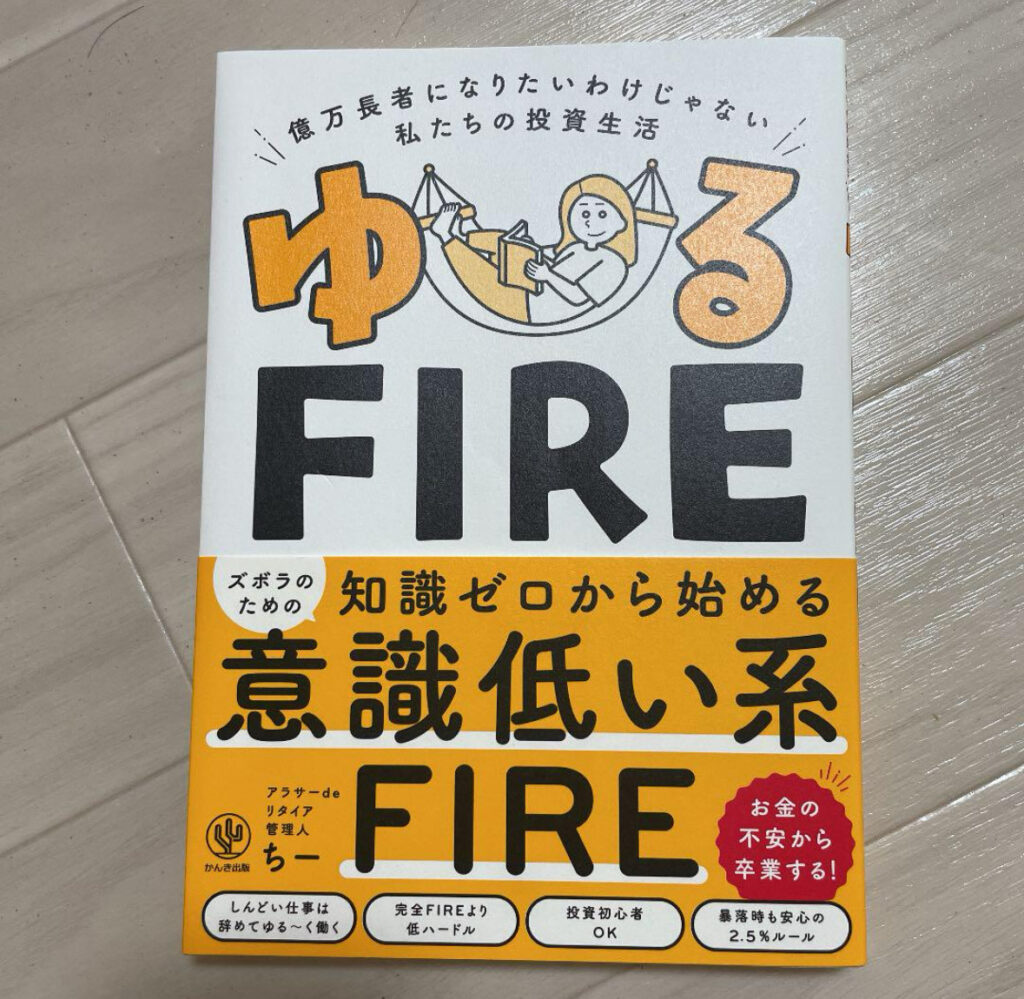 億万長者になりたいわけじゃない
私たちの投資生活
ゆる
FIRE
ズボラの
ための
知識ゼロから始める
意識低い系
FIRE
アラサーde
リタイア
管理人
ちー
かんき出版
お金の
不安から
卒業する!
しんどい仕事は
辞めてゆる〜く働く
完全FIREより
低ハードル
投資初心者
OK
暴落時も安心の
2.5%ルール